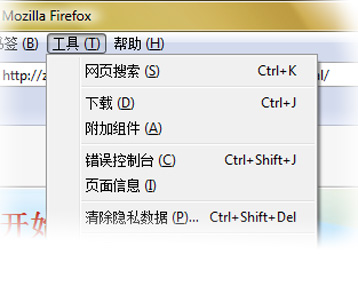 Mozilla Firefox
书签 (B) 工具 (T) 帮助 (H)
http://z
l/
网页搜索 (S) Ctrl+K
下载 (D) Ctrl+J
附加组件 (A)
错误控制台 (C) Ctrl+Shift+J
页面信息 (I)
清除隐私数据 (P)... Ctrl+Shift+Del
开始